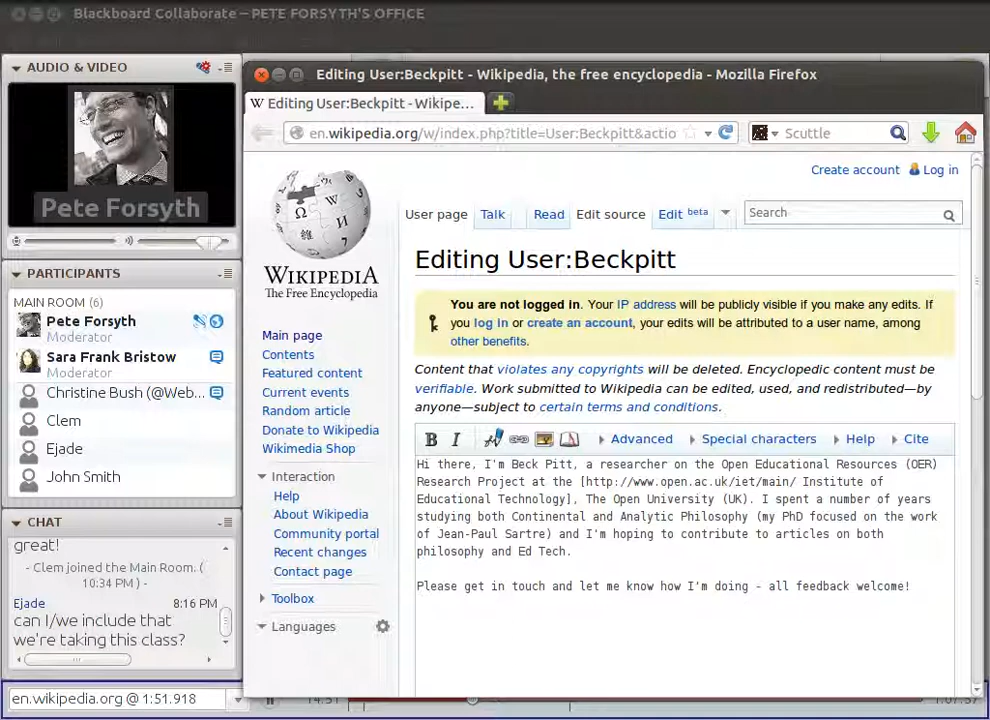 Blackboard Collaborate – PETE FORSYTH'S OFFICE
AUDIO & VIDEO
Pete Forsyth
PARTICIPANTS
MAIN ROOM (6)
Pete Forsyth
Moderator
Sara Frank Bristow
Moderator
Christine Bush (@Web...
Clem
Ejade
John Smith
CHAT
great!
- Clem joined the Main Room. (
10:34 PM ) -
Ejade 8:16 PM
can I/we include that
we're taking this class?
en.wikipedia.org @ 1:51.918
Editing User:Beckpitt - Wikipedia, the free encyclopedia - Mozilla Firefox
W Editing User:Beckpitt - Wikipe...
en.wikipedia.org/w/index.php?title=User:Beckpitt&actio
Scuttle
Create account Log in
User page Talk Read Edit source Edit beta Search
WIKIPEDIA
The Free Encyclopedia
Main page
Contents
Featured content
Current events
Random article
Donate to Wikipedia
Wikimedia Shop
Interaction
Help
About Wikipedia
Community portal
Recent changes
Contact page
Toolbox
Languages
Editing User:Beckpitt
You are not logged in. Your IP address will be publicly visible if you make any edits. If
you log in or create an account, your edits will be attributed to a user name, among
other benefits.
Content that violates any copyrights will be deleted. Encyclopedic content must be
verifiable. Work submitted to Wikipedia can be edited, used, and redistributed—by
anyone—subject to certain terms and conditions.
B I Advanced Special characters Help Cite
Hi there, I'm Beck Pitt, a researcher on the Open Educational Resources (OER)
Research Project at the [http://www.open.ac.uk/iet/main/ Institute of
Educational Technology], The Open University (UK). I spent a number of years
studying both Continental and Analytic Philosophy (my PhD focused on the work
of Jean-Paul Sartre) and I'm hoping to contribute to articles on both
philosophy and Ed Tech.
Please get in touch and let me know how I'm doing - all feedback welcome!